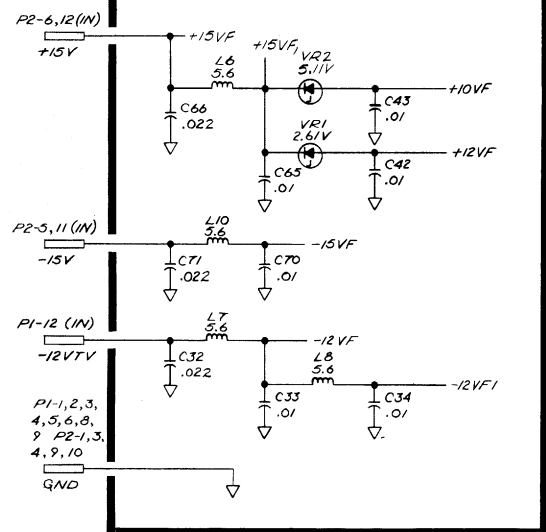 P2-6,12(IN)
+15V
+15VF
+15VF1
L6
5.6
VR2
5.11V
C66
.022
C43
.01
+10VF
VR1
2.61V
C65
.01
C42
.01
+12VF
P2-5,11(IN)
-15V
L10
5.6
-15VF
C71
.022
C70
.01
P1-12 (IN)
-12VTV
L7
5.6
-12VF
C32
.022
L8
5.6
-12VF1
C33
.01
C34
.01
P1-1,2,3,
4,5,6,8,
9 P2-1,3,
4,9,10
GND